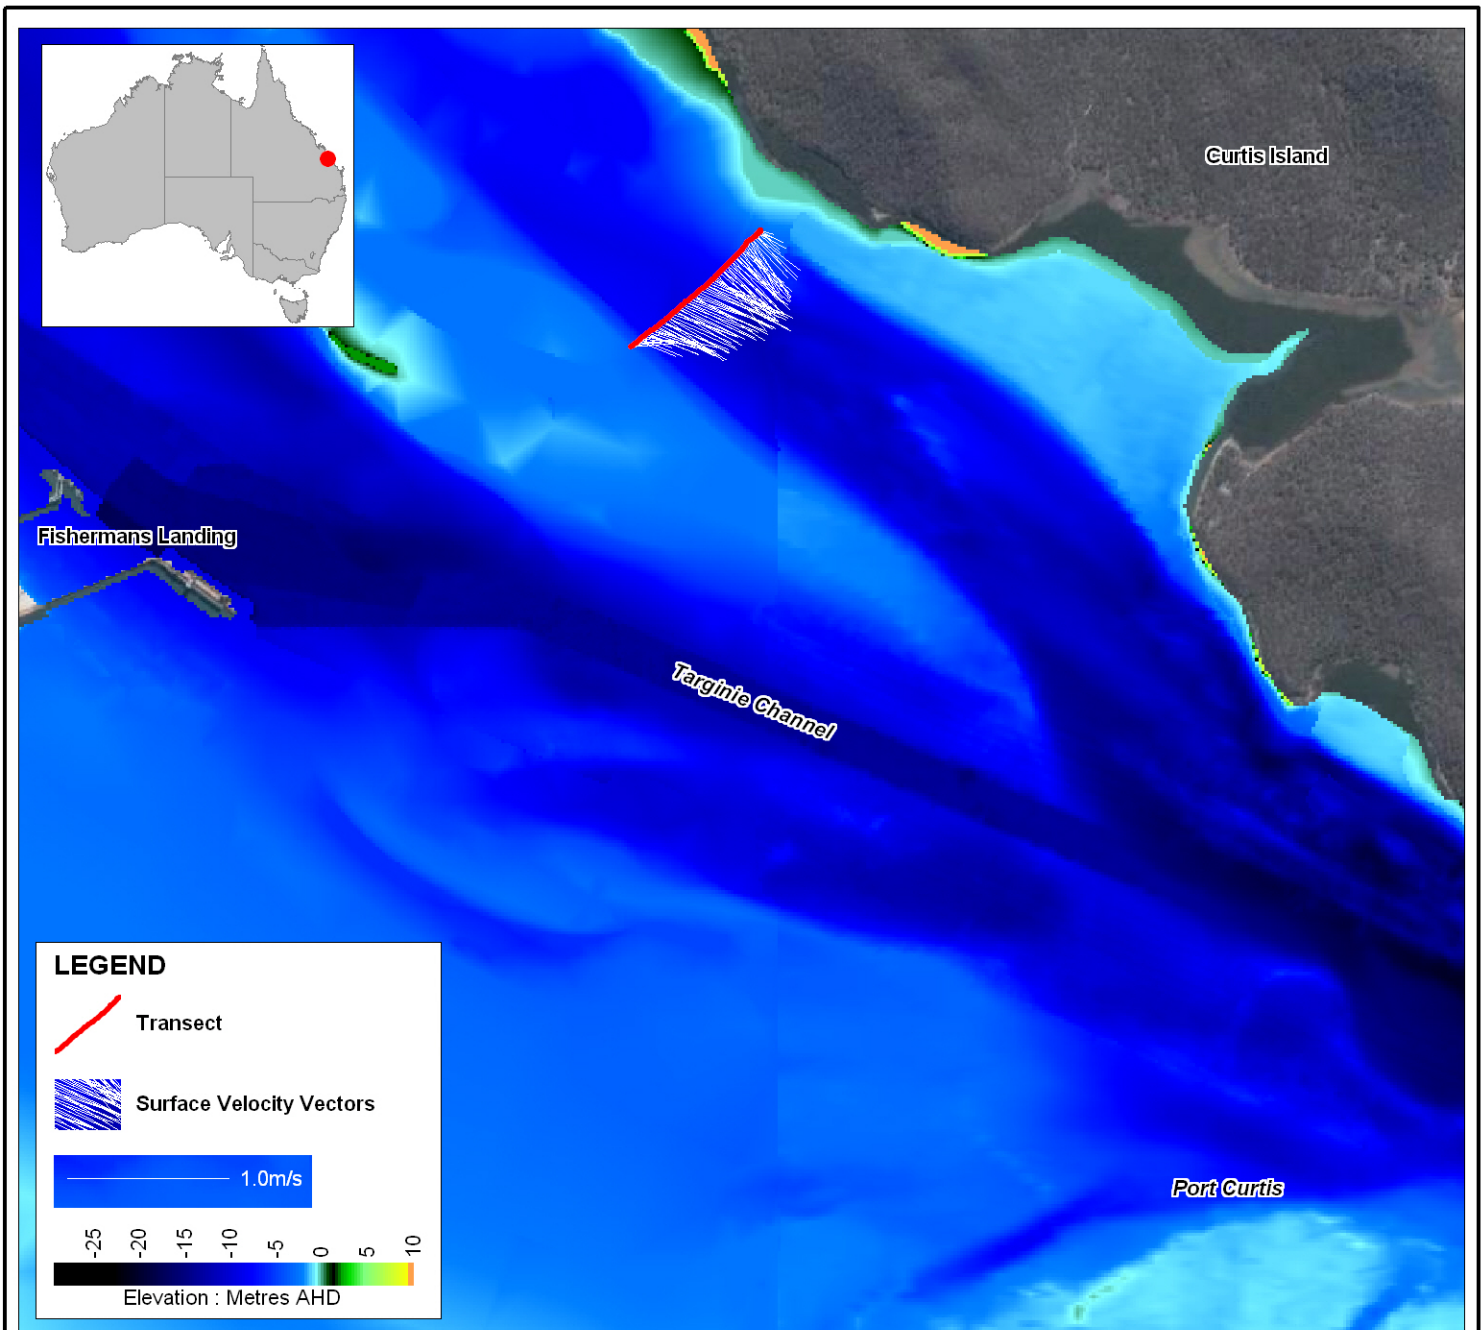 Curtis Island
Fishermans Landing
Targinie Channel
LEGEND
Transect
Surface Velocity Vectors
1.0m/s
-25 -20 -15 -10 -5 0 5 10
Elevation : Metres AHD
Port Curtis